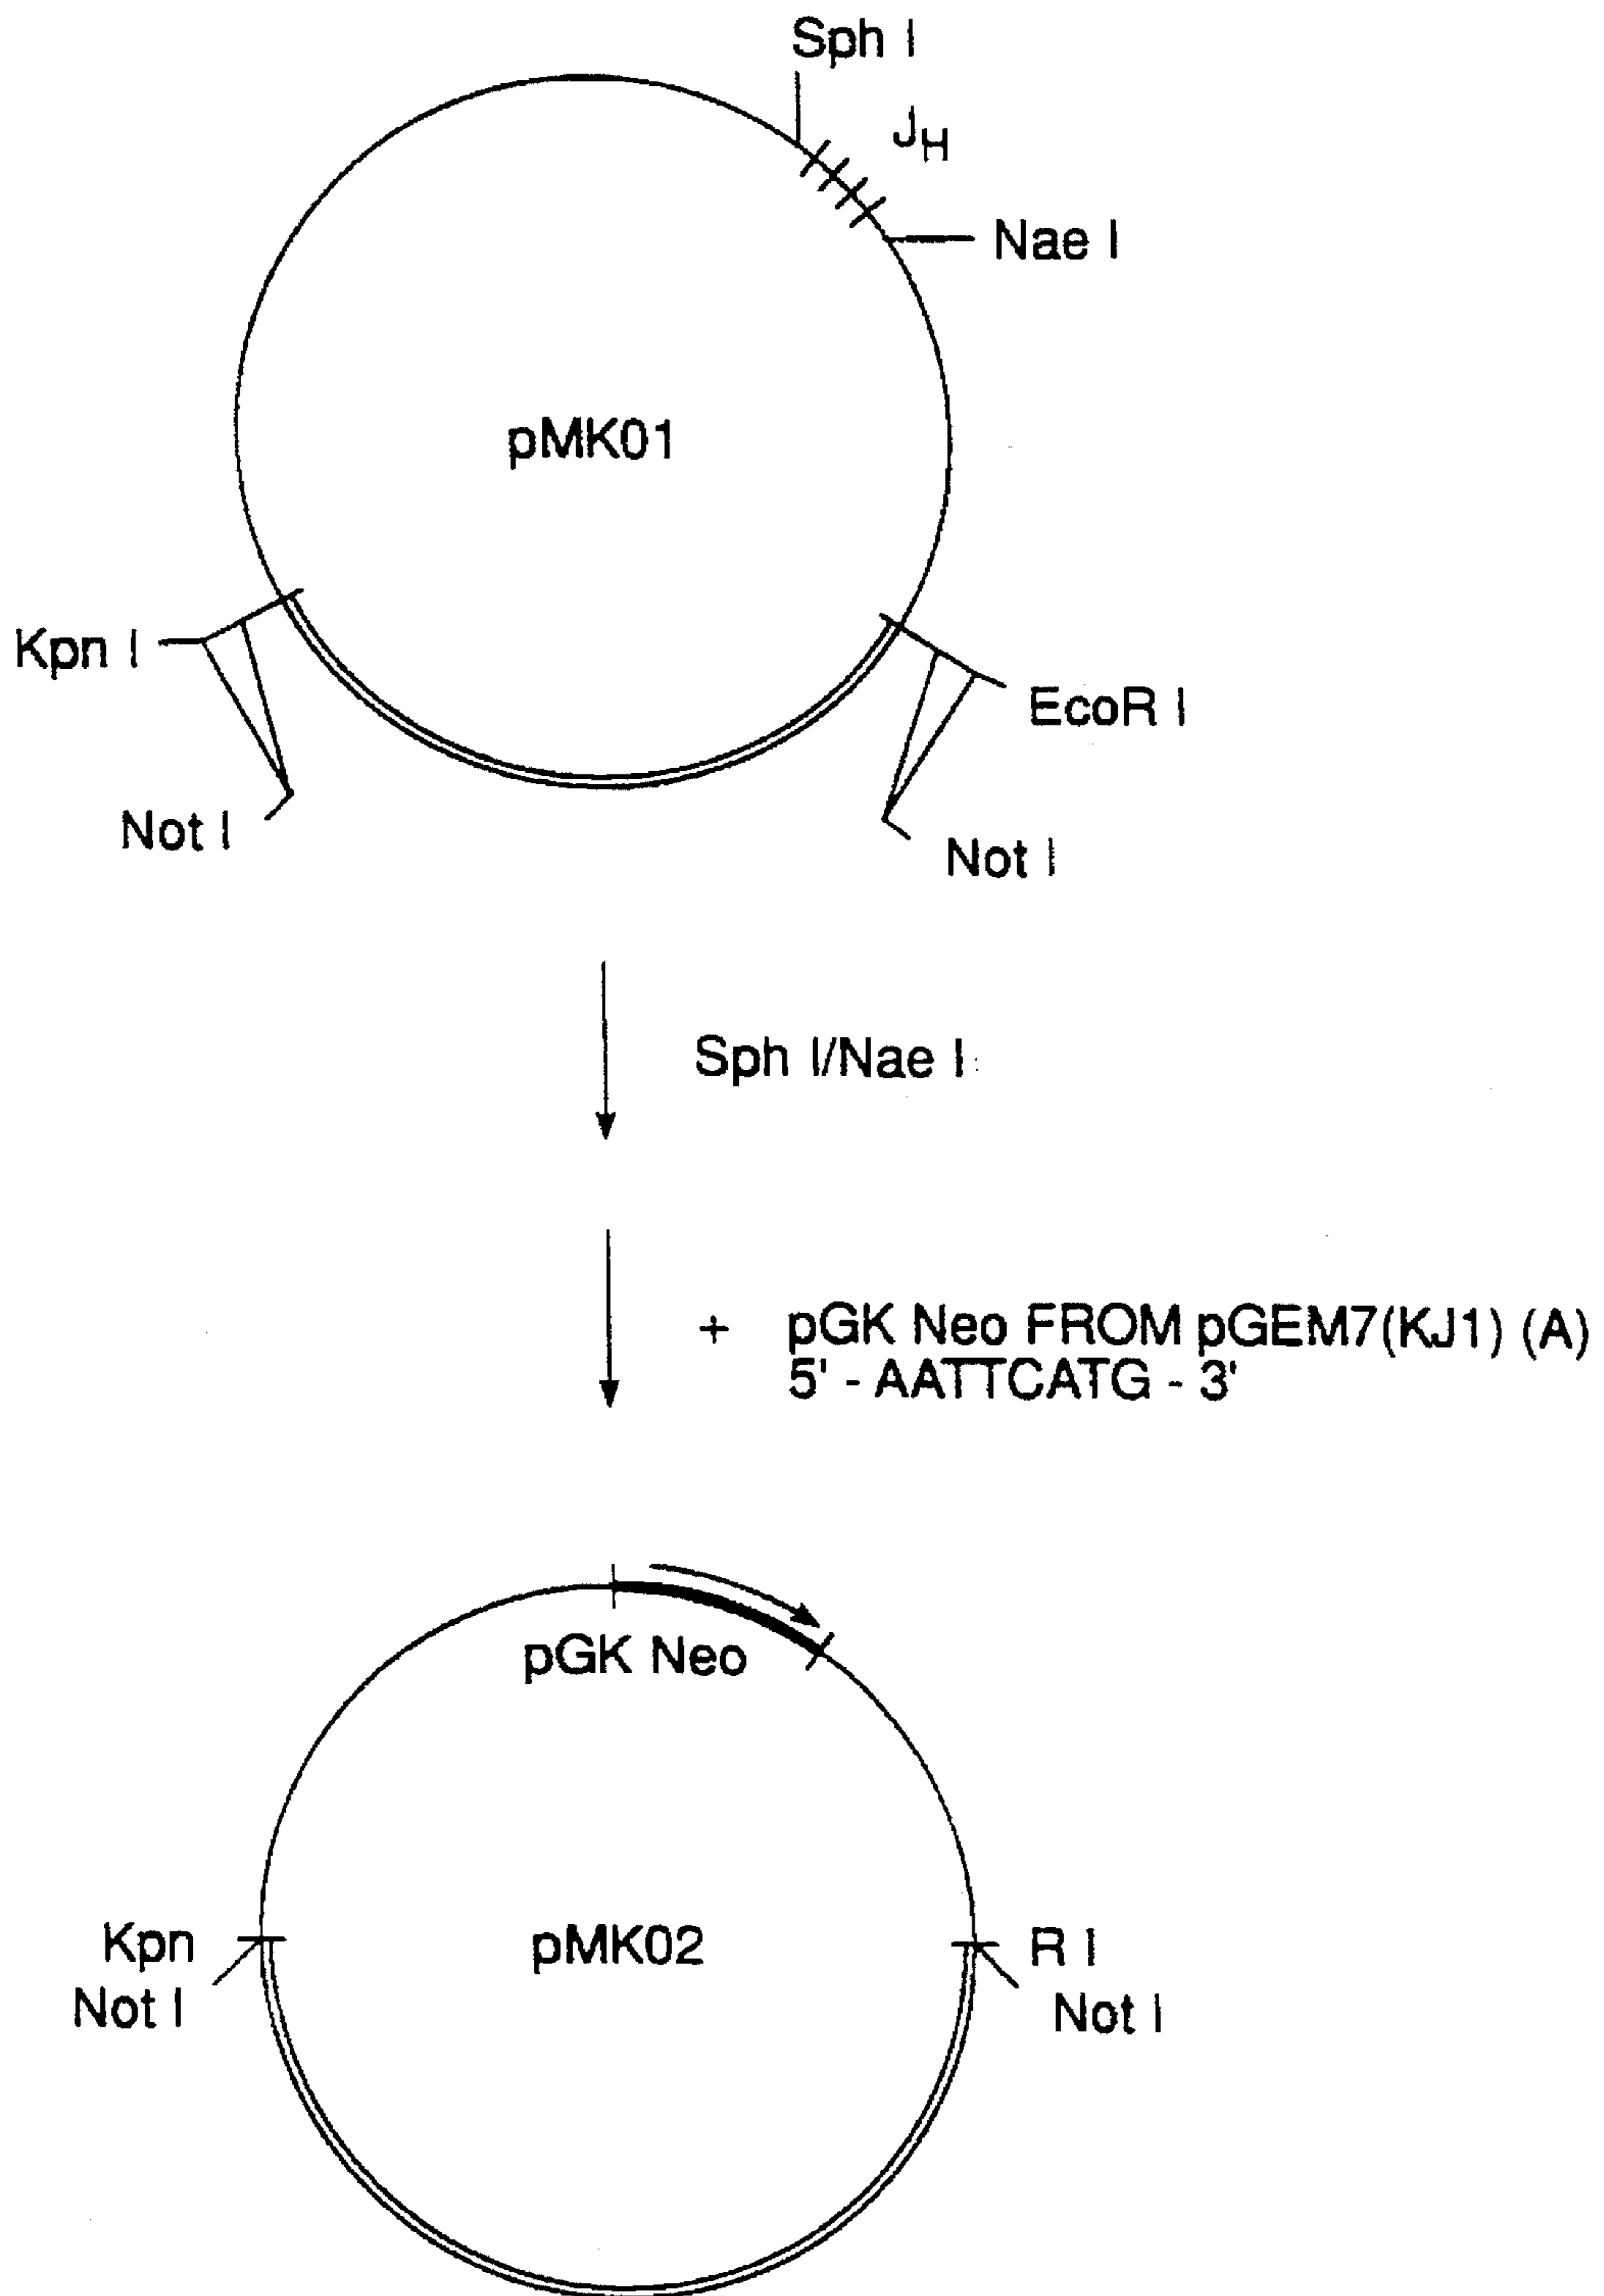 Sph I
JH
Nae I
pMK01
Kpn I
EcoR I
Not I
Not I
Sph I/Nae I
+ pGK Neo FROM pGEM7(KJ1) (A)
5' - AATTCATG - 3'
pGK Neo
Kpn
pMK02
R I
Not I
Not I